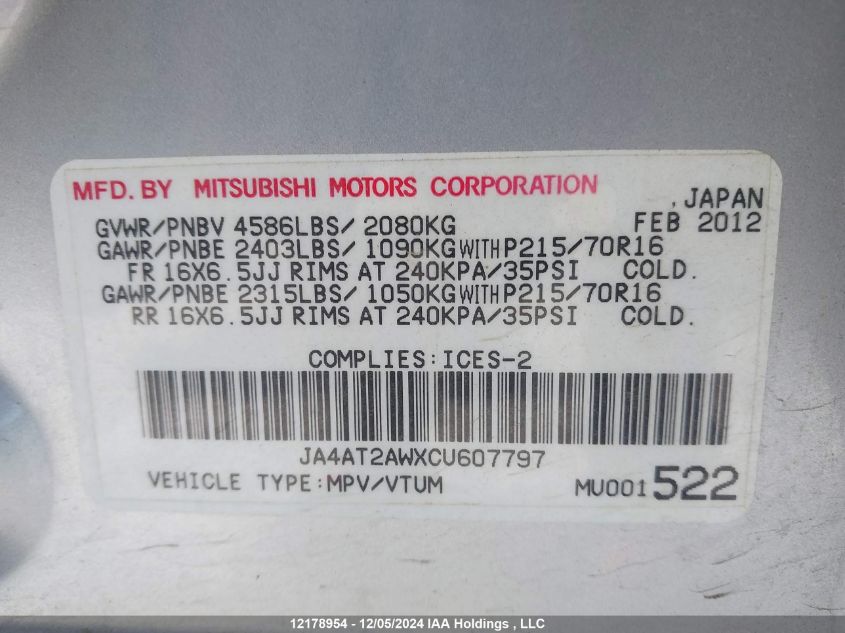 MFD. BY MITSUBISHI MOTORS CORPORATION , JAPAN
GVWR/PNBV 4586LBS/ 2080KG FEB 2012
GAWR/PNBE 2403LBS/ 1090KG WITH P215/70R16
FR 16X6.5JJ RIMS AT 240KPA/35PSI COLD.
GAWR/PNBE 2315LBS/ 1050KG WITH P215/70R16
RR 16X6.5JJ RIMS AT 240KPA/35PSI COLD.
COMPLIES:ICES-2
JA4AT2AWXCU607797
VEHICLE TYPE:MPV/VTUM MU001 522
12178954 - 12/05/2024 IAA Holdings , LLC